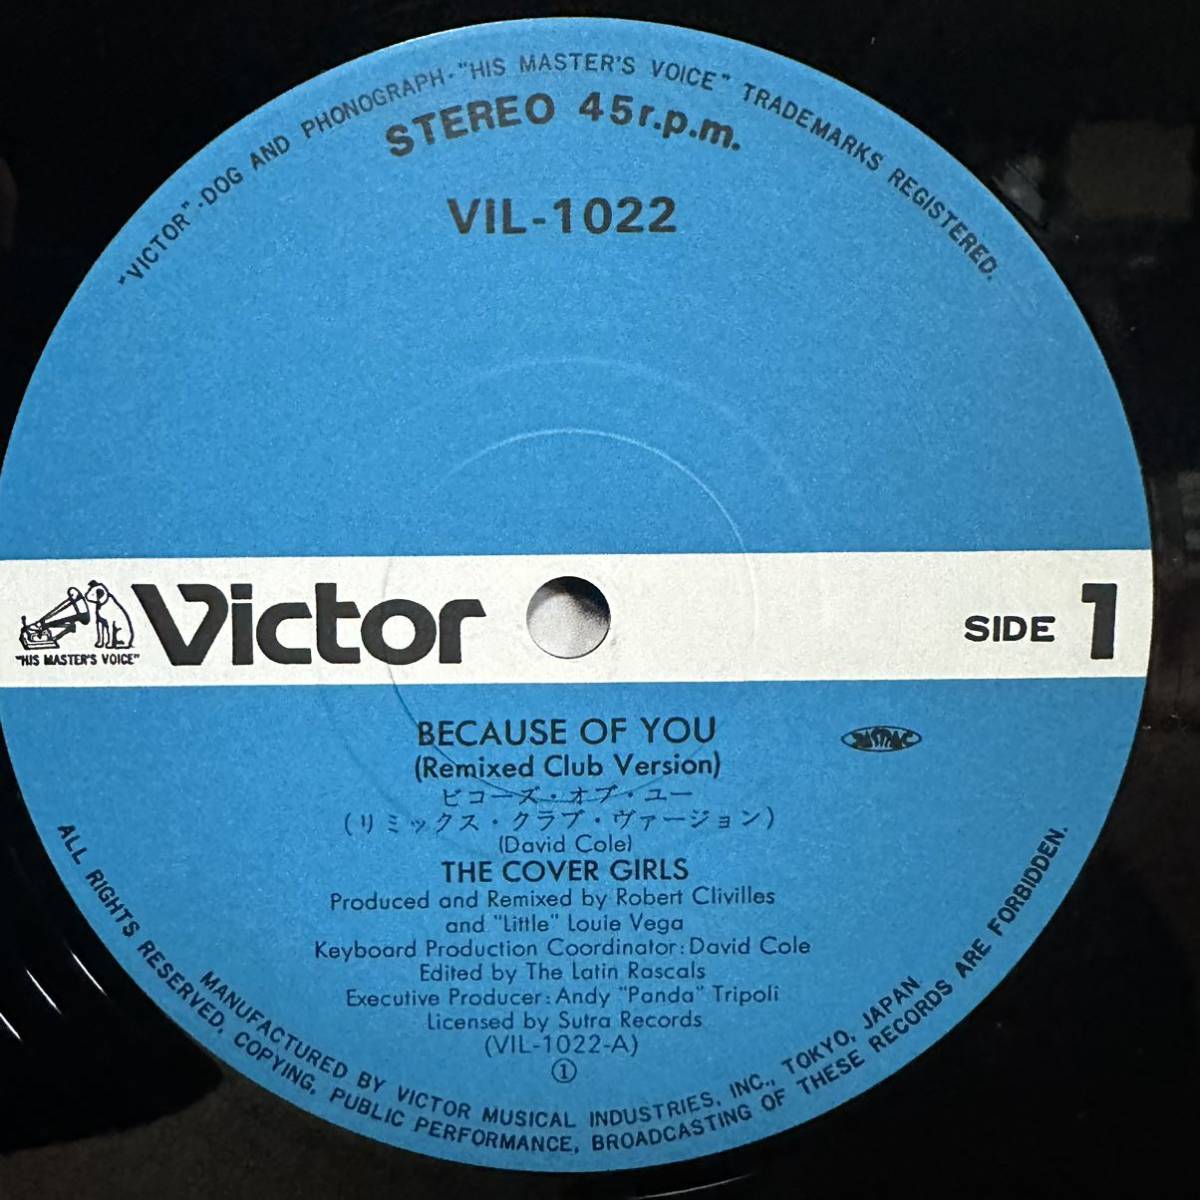 "VICTOR"-DOG AND PHONOGRAPH-"HIS MASTER'S VOICE" TRADEMARKS REGISTERED.
STEREO 45r.p.m.
VIL-1022
"HIS MASTER'S VOICE"
Victor
SIDE 1
BECAUSE OF YOU
JASRAC
(Remixed Club Version)
ビコーズ・オブ・ユー
(リミックス・クラブ・ヴァージョン)
(David Cole)
THE COVER GIRLS
Produced and Remixed by Robert Clivilles
and "Little" Louie Vega
Keyboard Production Coordinator:David Cole
Edited by The Latin Rascals
Executive Producer:Andy "Panda" Tripoli
Licensed by Sutra Records
(VIL-1022-A)
①
MANUFACTURED BY VICTOR MUSICAL INDUSTRIES, INC., TOKYO, JAPAN
ALL RIGHTS RESERVED, COPYING, PUBLIC PERFORMANCE, BROADCASTING OF THESE RECORDS ARE FORBIDDEN.